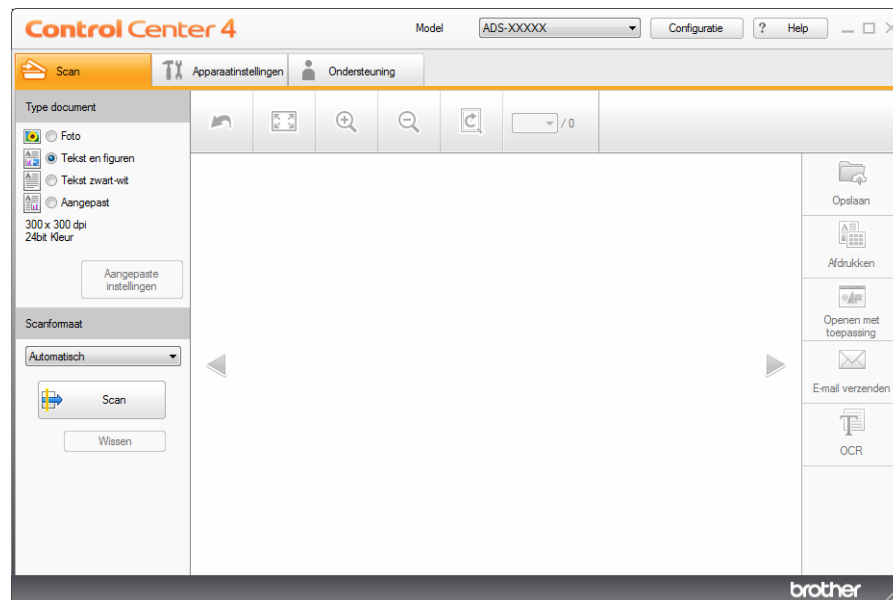 Control Center 4
Model
ADS-XXXXX
Configuratie
? Help
Scan
Apparaatinstellingen
Ondersteuning
Type document
Foto
Tekst en figuren
Tekst zwart-wit
Aangepast
300 x 300 dpi
24bit Kleur
Aangepaste
instellingen
Scanformaat
Automatisch
Scan
Wissen
/ 0
Opslaan
Afdrukken
Openen met
toepassing
E-mail verzenden
OCR
brother